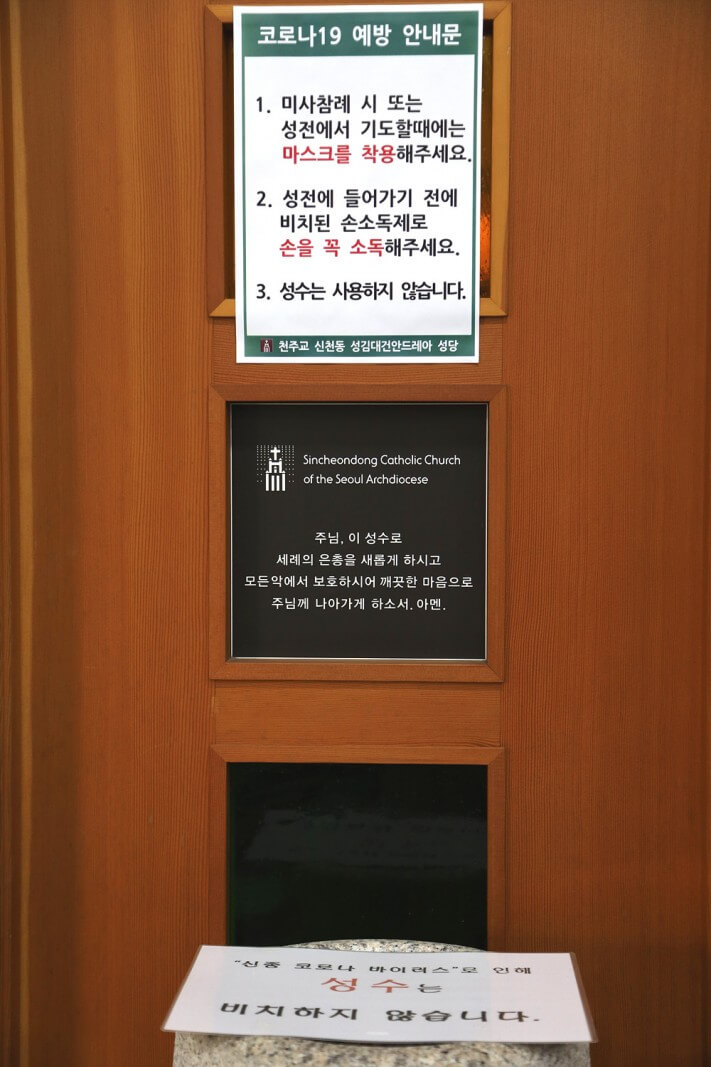 코로나19 예방 안내문
1. 미사참례 시 또는
성전에서 기도할때에는
마스크를 착용해주세요.
2. 성전에 들어가기 전에
비치된 손소독제로
손을 꼭 소독해주세요.
3. 성수는 사용하지 않습니다.
천주교 신천동 성김대건안드레아 성당
Sincheondong Catholic Church
of the Seoul Archdiocese
주님, 이 성수로
세례의 은총을 새롭게 하시고
모든악에서 보호하시어 깨끗한 마음으로
주님께 나아가게 하소서. 아멘.
"신종 코로나 바이러스"로 인해
성수는
비치하지 않습니다.